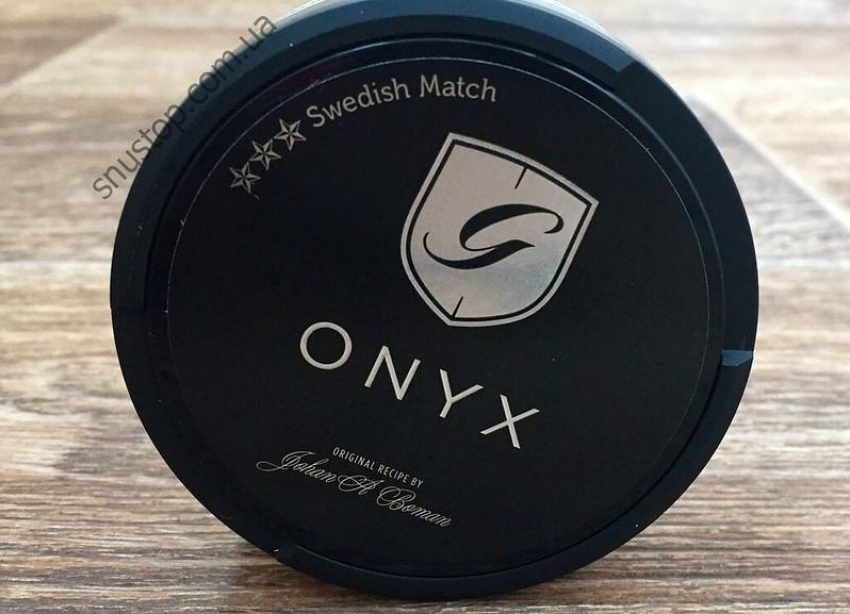 snustop.com.ua
Swedish Match
G
ONYX
ORIGINAL RECIPE BY
Johan A Boman